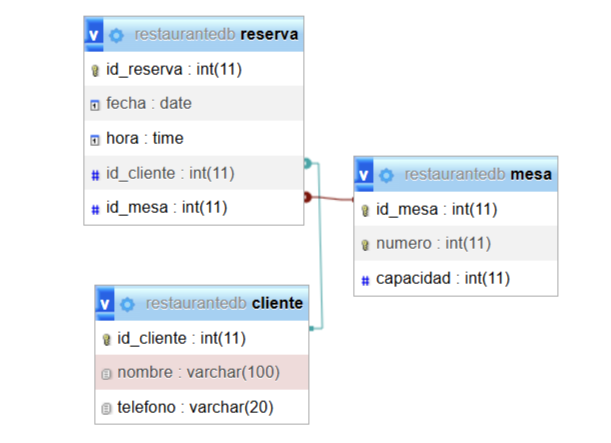 v restaurantedb reserva
id_reserva : int(11)
fecha : date
hora : time
# id_cliente : int(11)
# id_mesa : int(11)
v restaurantedb mesa
id_mesa : int(11)
numero : int(11)
# capacidad : int(11)
v restaurantedb cliente
id_cliente : int(11)
nombre : varchar(100)
telefono : varchar(20)